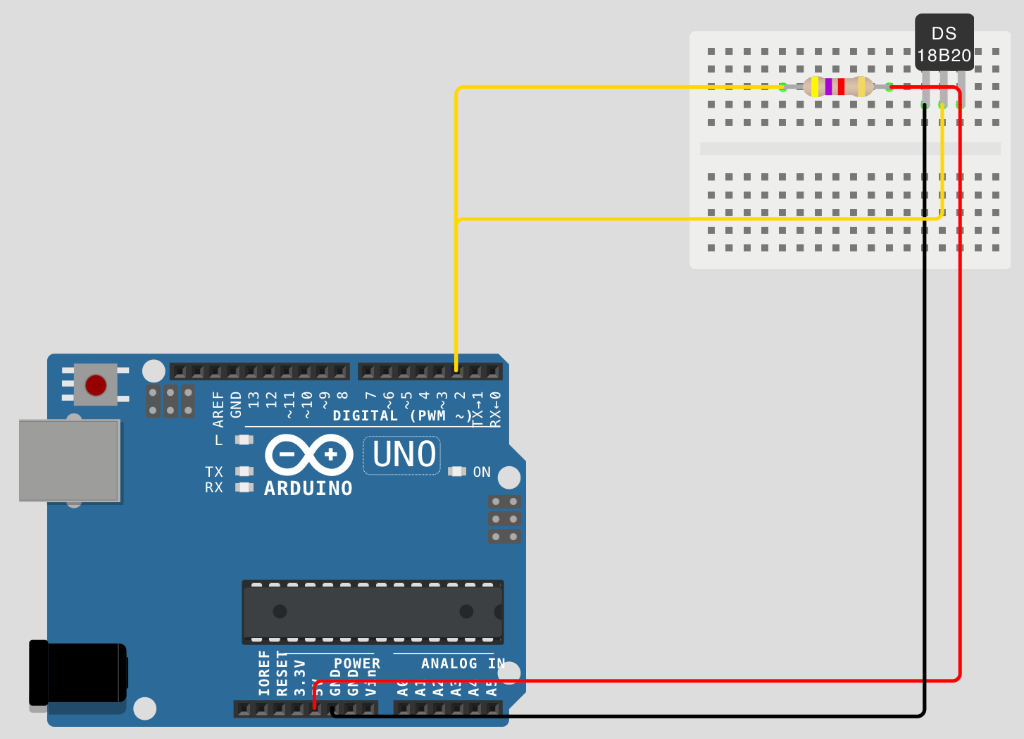 DS
18B20
AREF
GND
13
12
~11
~10
~9
8
7
~6
~5
4
~3
2
TX→1
RX←0
DIGITAL (PWM ~)
L
TX
RX
UNO
ON
ARDUINO
IOREF
RESET
3.3V
5V
GND
GND
Vin
POWER
ANALOG IN
A0
A1
A2
A3
A4
A5